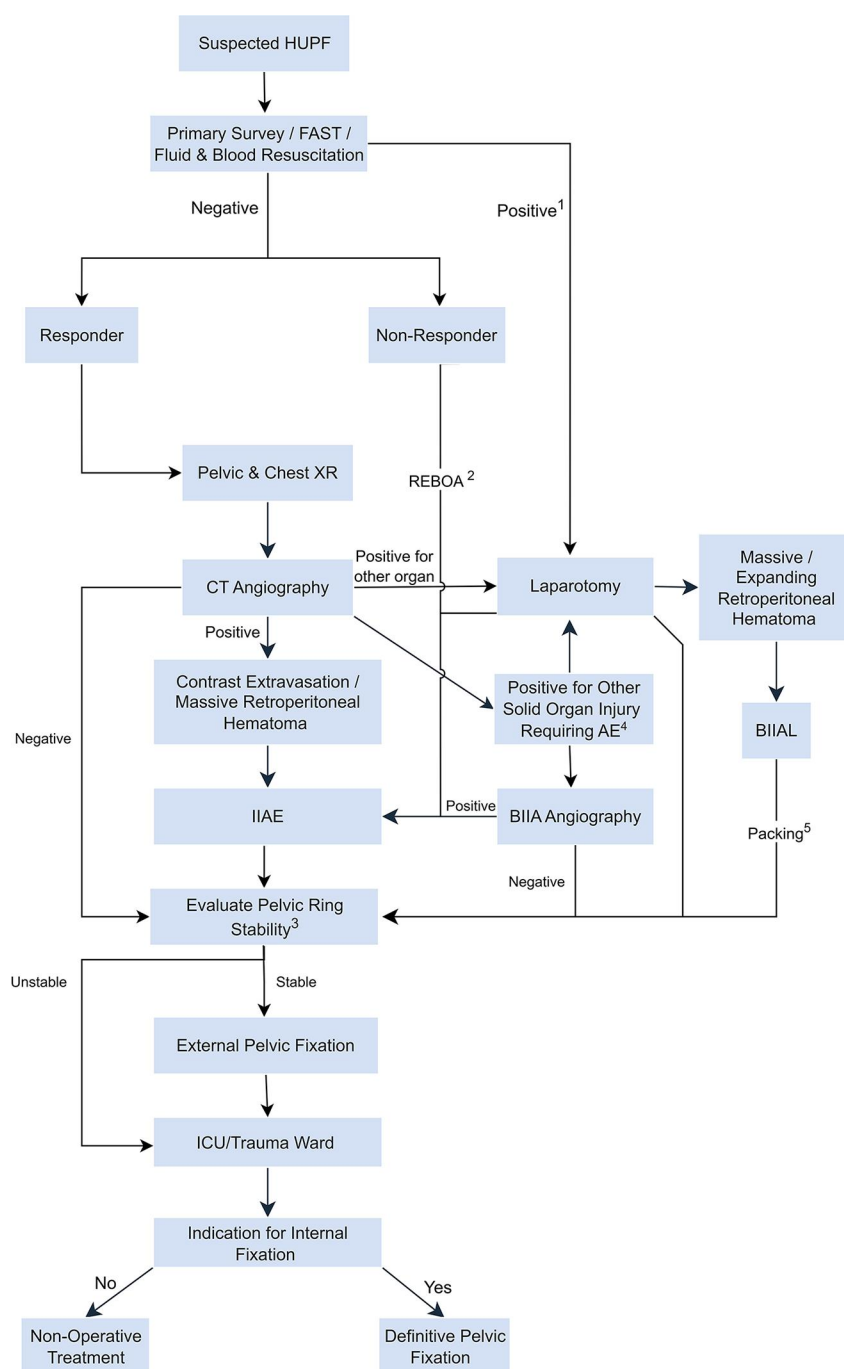 Suspected HUPF
Primary Survey / FAST /
Fluid & Blood Resuscitation
Negative
Positive1
Responder
Non-Responder
Pelvic & Chest XR
REBOA 2
CT Angiography
Positive for
other organ
Laparotomy
Massive /
Expanding
Retroperitoneal
Hematoma
Positive
Contrast Extravasation /
Massive Retroperitoneal
Hematoma
Positive for Other
Solid Organ Injury
Requiring AE4
BIIAL
Negative
IIAE
Positive
BIIA Angiography
Packing5
Negative
Evaluate Pelvic Ring
Stability3
Unstable
Stable
External Pelvic Fixation
ICU/Trauma Ward
Indication for Internal
Fixation
No
Yes
Non-Operative
Treatment
Definitive Pelvic
Fixation